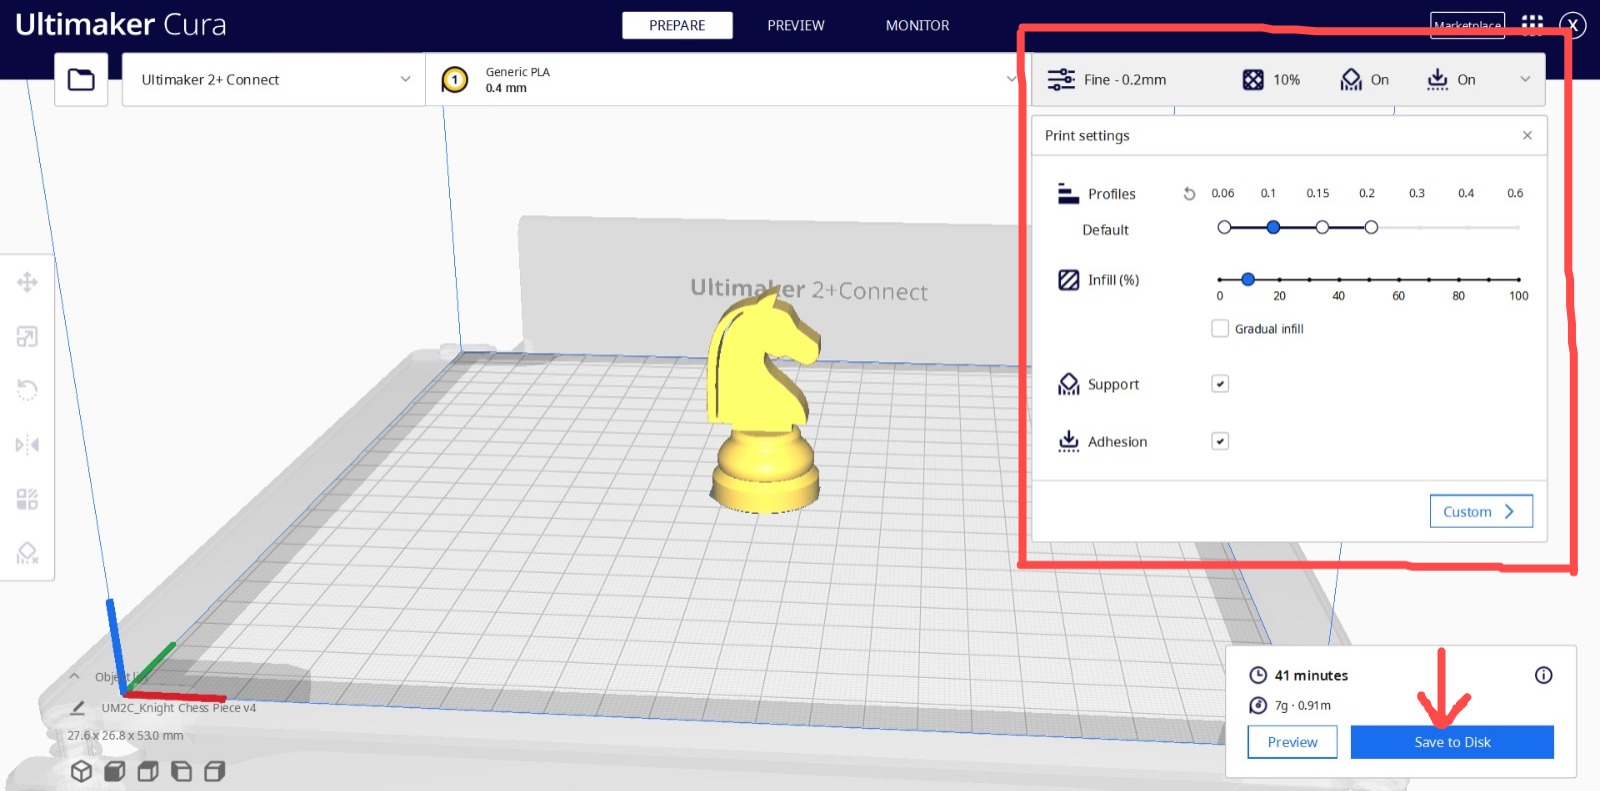 Ultimaker Cura
PREPARE
PREVIEW
MONITOR
Marketplace
X
Ultimaker 2+ Connect
1
Generic PLA
0.4 mm
Fine - 0.2mm
10%
On
On
Print settings
Profiles
0.06 0.1 0.15 0.2 0.3 0.4 0.6
Default
Infill (%)
0 20 40 60 80 100
Gradual infill
Support
Adhesion
Custom
Ultimaker 2+Connect
Object list
UM2C_Knight Chess Piece v4
27.6 x 26.8 x 53.0 mm
41 minutes
7g · 0.91m
Preview
Save to Disk